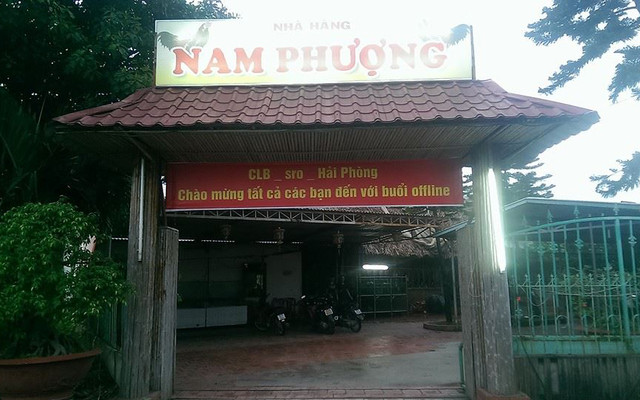 NHÀ HÀNG
NAM PHƯỢNG
CLB _ sro _ Hải Phòng
Chào mừng tất cả các bạn đến với buổi offline